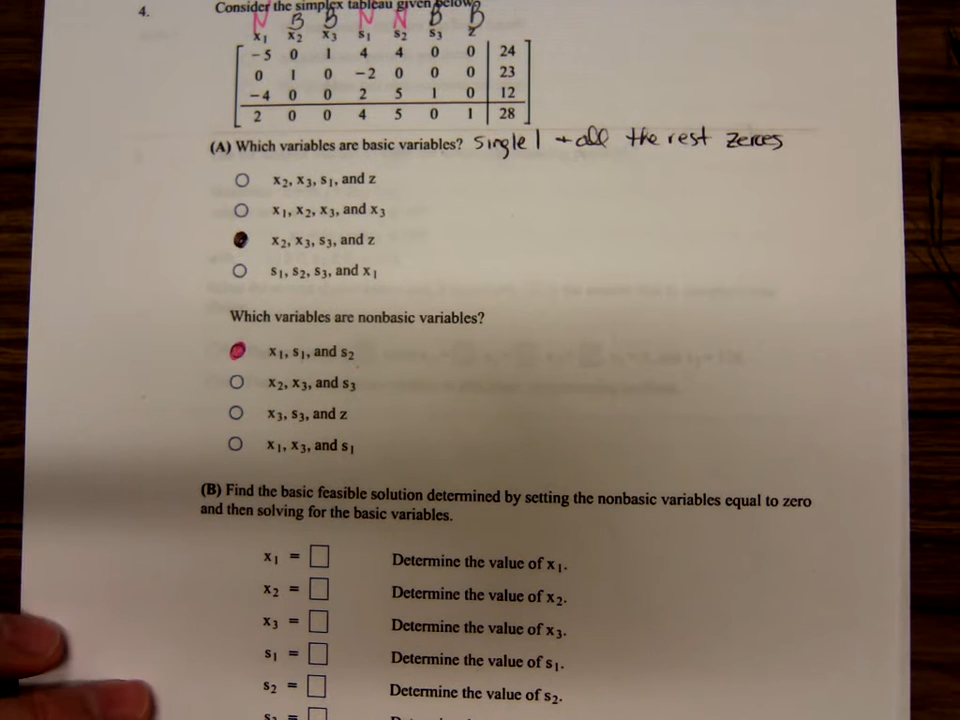 4.
Consider the simplex tableau given below
N B B N N B B
x1 x2 x3 s1 s2 s3 z
-5 0 1 4 4 0 0 24
0 1 0 -2 0 0 0 23
-4 0 0 2 5 1 0 12
2 0 0 4 5 0 1 28
(A) Which variables are basic variables? Single 1 + all the rest zeroes
x2, x3, s1, and z
x1, x2, x3, and x3
x2, x3, s3, and z
s1, s2, s3, and x1
Which variables are nonbasic variables?
x1, s1, and s2
x2, x3, and s3
x3, s3, and z
x1, x3, and s1
(B) Find the basic feasible solution determined by setting the nonbasic variables equal to zero
and then solving for the basic variables.
x1 = Determine the value of x1.
x2 = Determine the value of x2.
x3 = Determine the value of x3.
s1 = Determine the value of s1.
s2 = Determine the value of s2.